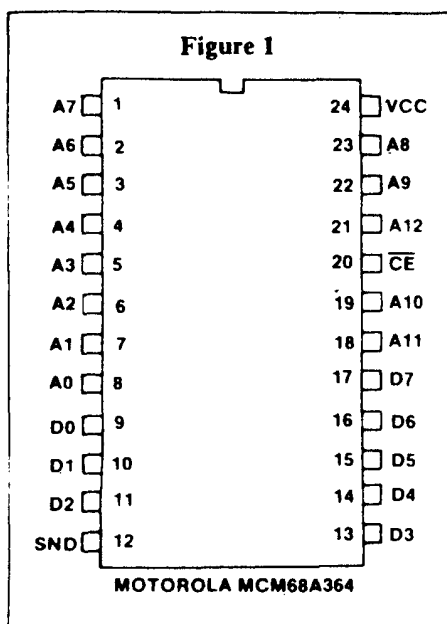 Figure 1
A7 1 24 VCC
A6 2 23 A8
A5 3 22 A9
A4 4 21 A12
A3 5 20 CE
A2 6 19 A10
A1 7 18 A11
A0 8 17 D7
D0 9 16 D6
D1 10 15 D5
D2 11 14 D4
SND 12 13 D3
MOTOROLA MCM68A364